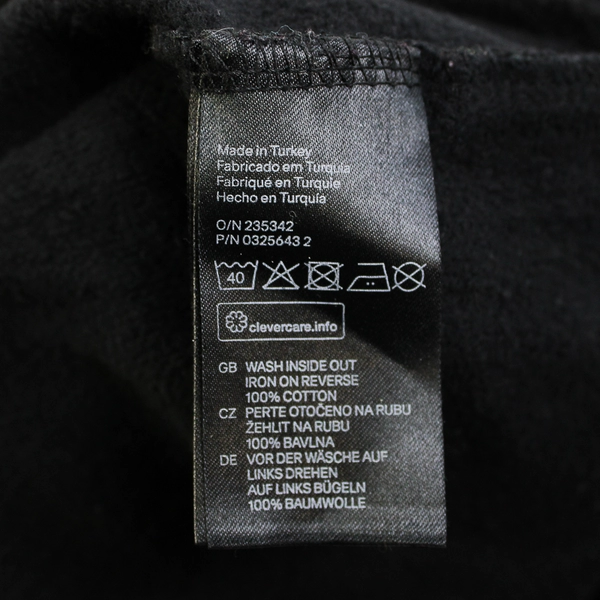 Made in Turkey
Fabricado em Turquia
Fabriqué en Turquie
Hecho en Turquía
O/N 235342
P/N 0325643 2
40
clevercare.info
GB WASH INSIDE OUT
IRON ON REVERSE
100% COTTON
CZ PERTE OTOČENO NA RUBU
ŽEHLIT NA RUBU
100% BAVLNA
DE VOR DER WÄSCHE AUF
LINKS DREHEN
AUF LINKS BÜGELN
100% BAUMWOLLE